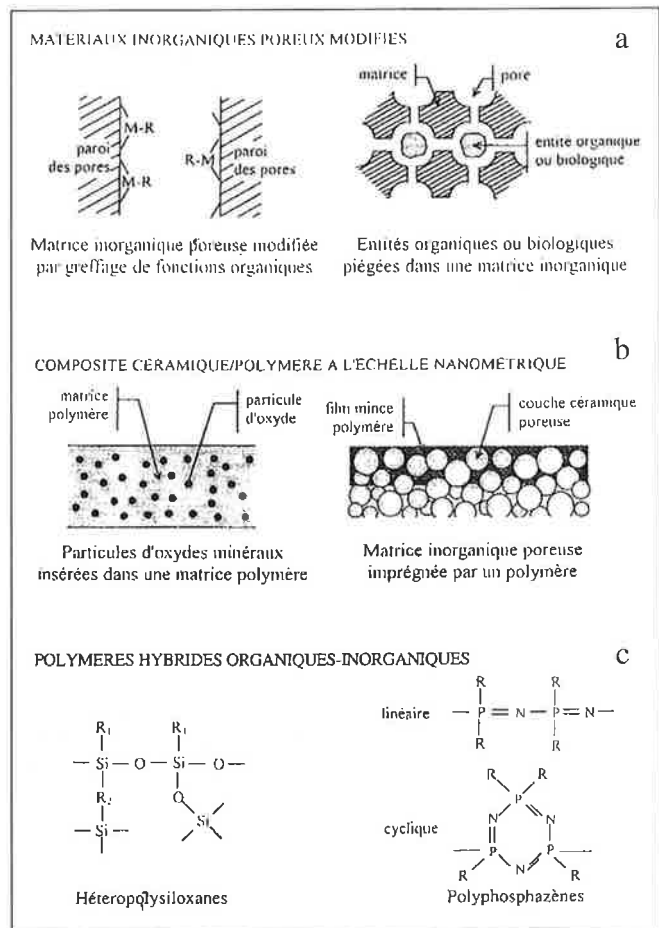 MATERIAUX INORGANIQUES POREUX MODIFIES
a
matrice
pore
M-R
paroi
des pores
M-R
R-M
paroi
des pores
entité organique
ou biologique
Matrice inorganique poreuse modifiée
par greffage de fonctions organiques
Entités organiques ou biologiques
piégées dans une matrice inorganique
COMPOSITE CERAMIQUE/POLYMERE A L'ECHELLE NANOMETRIQUE
b
matrice
polymère
particule
d'oxyde
film mince
polymère
couche céramique
poreuse
Particules d'oxydes minéraux
insérées dans une matrice polymère
Matrice inorganique poreuse
imprégnée par un polymère
POLYMERES HYBRIDES ORGANIQUES-INORGANIQUES
c
R1 R1
— Si — O — Si — O —
R2 O
Si Si
Hétéropolysiloxanes
linéaire
R R
— P = N — P = N —
R R
cyclique
R R
P
N N
P P
R N R
Polyphosphazènes